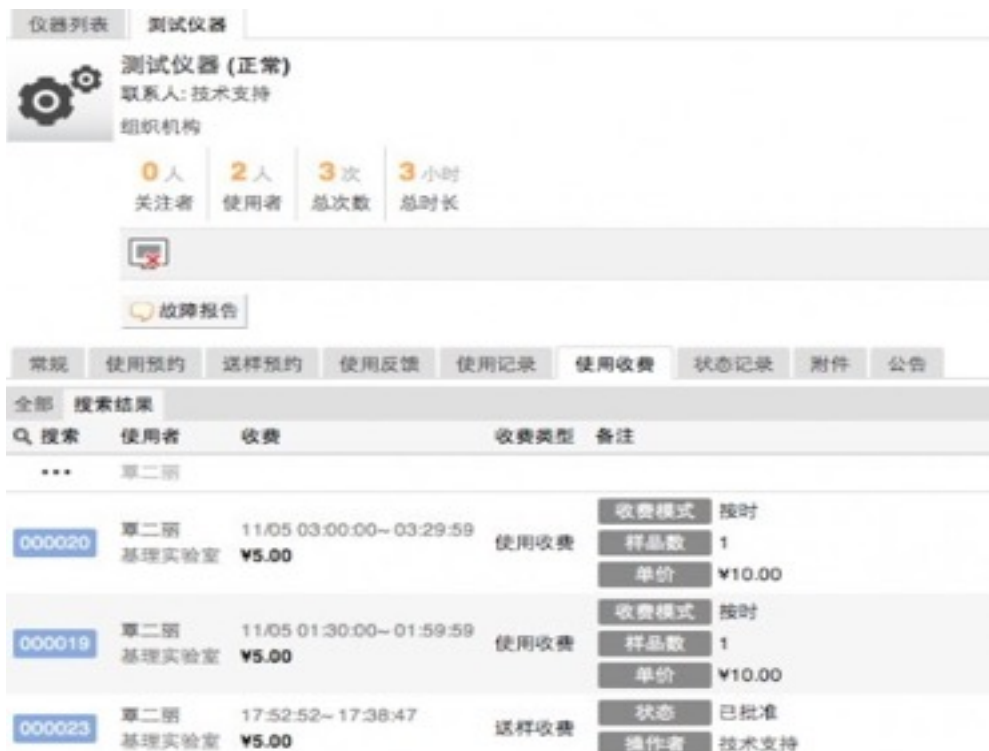 仪器列表 测试仪器
测试仪器 (正常)
联系人: 技术支持
组织机构
0 人 2 人 3 次 3 小时
关注者 使用者 总次数 总时长
故障报告
常规 使用预约 送样预约 使用反馈 使用记录 使用收费 状态记录 附件 公告
全部 搜索结果
搜索 使用者 收费 收费类型 备注
••• 覃二丽
收费模式 按时
000020 覃二丽 11/05 03:00:00~ 03:29:59 使用收费 样品数 1
基理实验室 ¥5.00
单价 ¥10.00
收费模式 按时
000019 覃二丽 11/05 01:30:00~ 01:59:59 使用收费 样品数 1
基理实验室 ¥5.00
单价 ¥10.00
000023 覃二丽 17:52:52~ 17:38:47 送样收费 状态 已批准
基理实验室 ¥5.00 操作者 技术支持